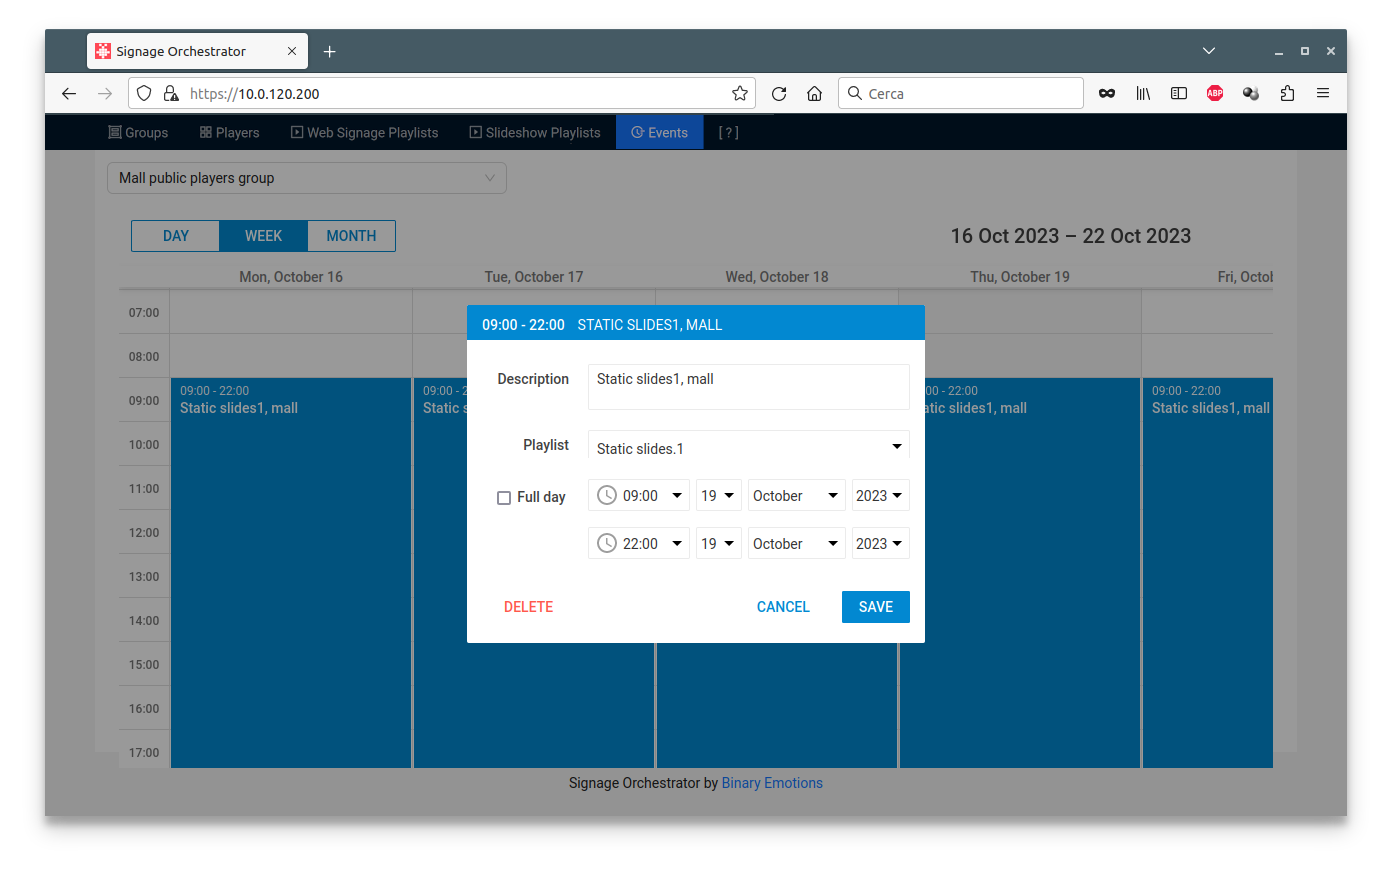 Signage Orchestrator
https://10.0.120.200
Cerca
ABP
Groups Players Web Signage Playlists Slideshow Playlists Events [ ? ]
Mall public players group
DAY WEEK MONTH
16 Oct 2023 – 22 Oct 2023
Mon, October 16 Tue, October 17 Wed, October 18 Thu, October 19 Fri, Octob
07:00
08:00
09:00
10:00
11:00
12:00
13:00
14:00
15:00
16:00
17:00
09:00 - 22:00
Static slides1, mall
09:00 - 2
Static s
:00 - 22:00
atic slides1, mall
09:00 - 22:00
Static slides1, mall
09:00 - 22:00 STATIC SLIDES1, MALL
Description Static slides1, mall
Playlist Static slides.1
Full day 09:00 19 October 2023
22:00 19 October 2023
DELETE CANCEL SAVE
Signage Orchestrator by Binary Emotions